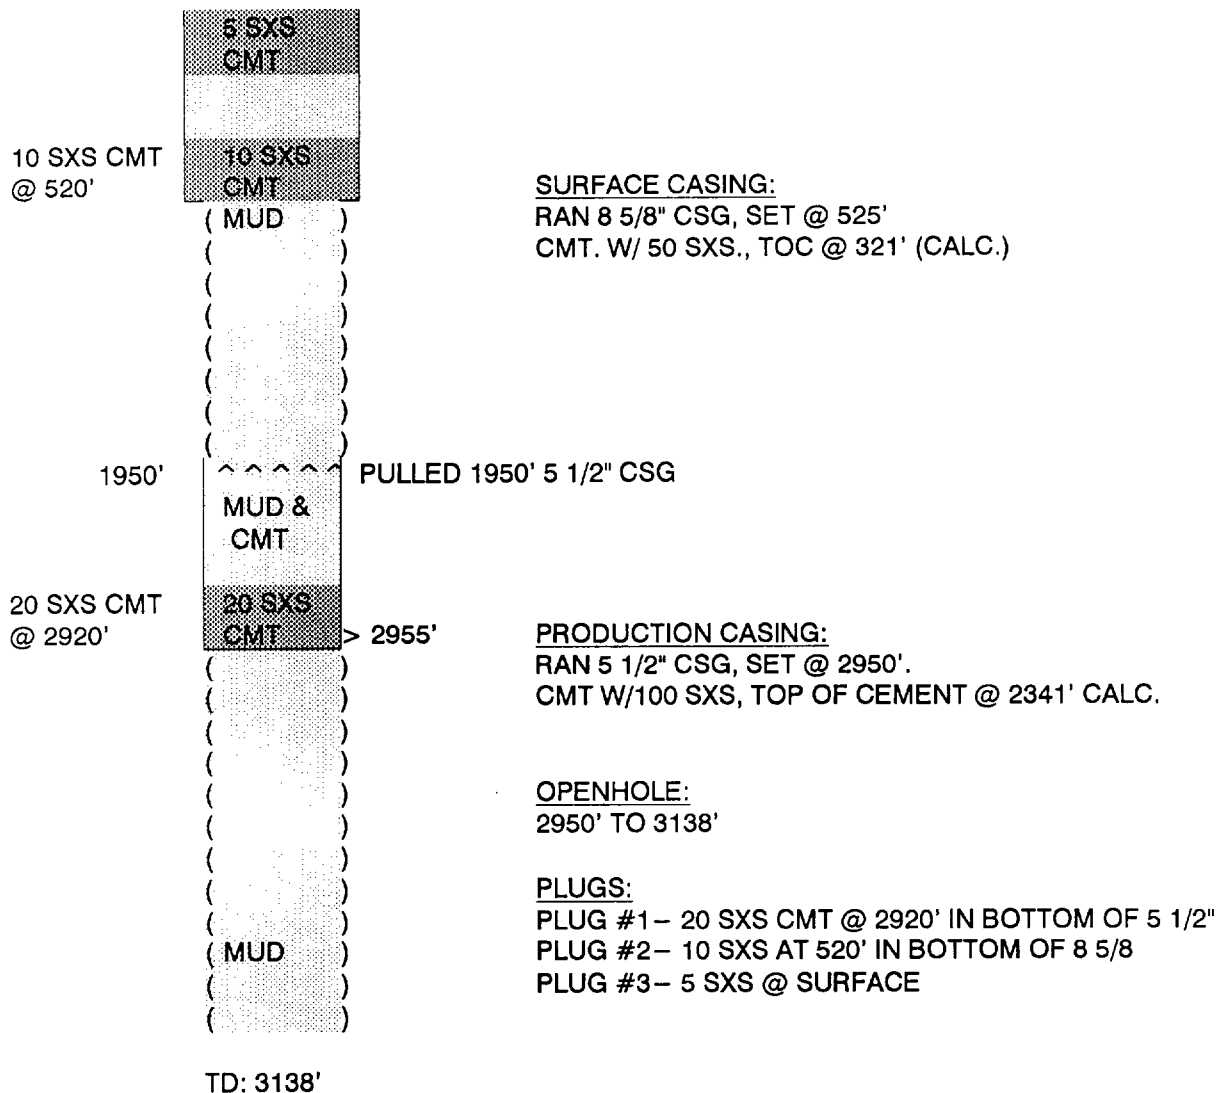 5 SXS
CMT
10 SXS CMT
@ 520'
10 SXS
CMT
MUD
SURFACE CASING:
RAN 8 5/8" CSG, SET @ 525'
CMT. W/ 50 SXS., TOC @ 321' (CALC.)
1950'
^ ^ ^ ^ ^
PULLED 1950' 5 1/2" CSG
MUD &
CMT
20 SXS CMT
@ 2920'
20 SXS
CMT
> 2955'
PRODUCTION CASING:
RAN 5 1/2" CSG, SET @ 2950'.
CMT W/100 SXS, TOP OF CEMENT @ 2341' CALC.
OPENHOLE:
2950' TO 3138'
PLUGS:
PLUG #1– 20 SXS CMT @ 2920' IN BOTTOM OF 5 1/2"
PLUG #2– 10 SXS AT 520' IN BOTTOM OF 8 5/8
PLUG #3– 5 SXS @ SURFACE
MUD
TD: 3138'